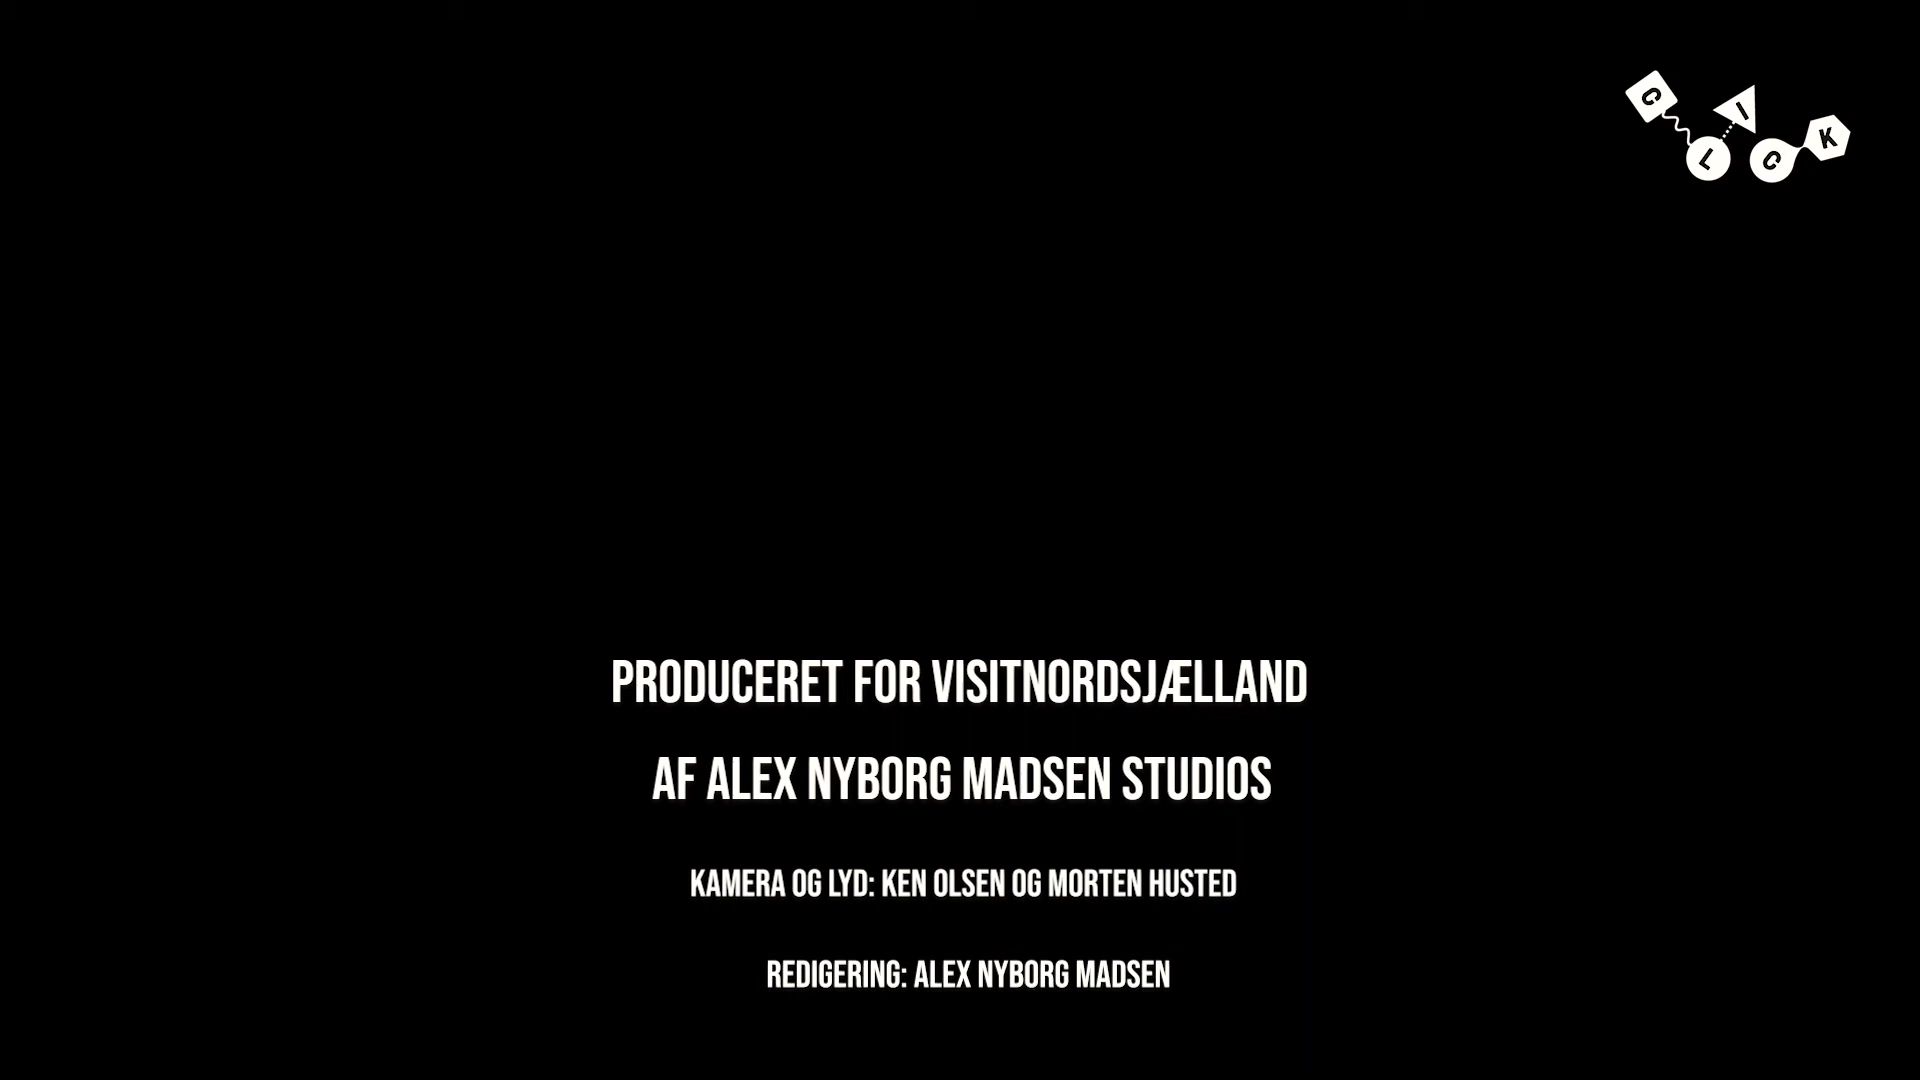 CLICK
PRODUCERET FOR VISITNORDSJÆLLAND
AF ALEX NYBORG MADSEN STUDIOS
KAMERA OG LYD: KEN OLSEN OG MORTEN HUSTED
REDIGERING: ALEX NYBORG MADSEN